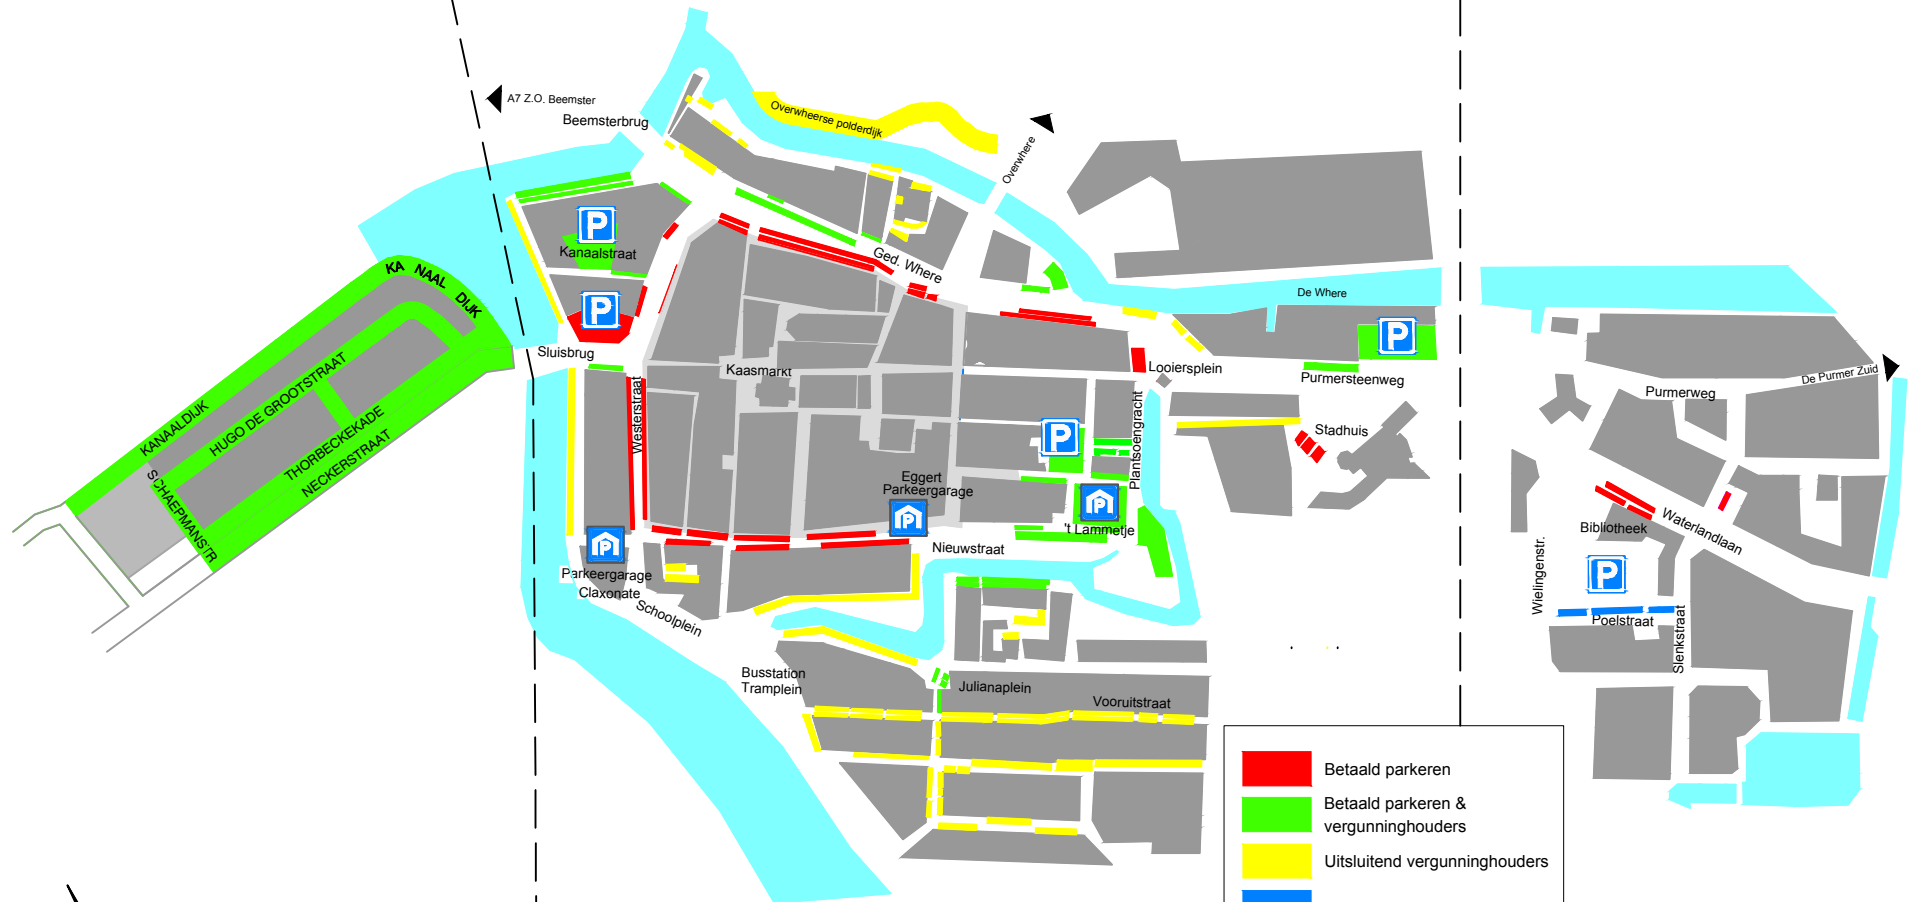 A7 Z.O. Beemster
Beemsterbrug
Overwheerse polderdijk
Overwhere
Kanaalstraat
P
Ged. Where
KA NAAL DIJK
P
De Where
P
Sluisbrug
Kaasmarkt
Looiersplein
Purmersteenweg
De Purmer Zuid
Purmerweg
KANAALDIJK
HUGO DE GROOTSTRAAT
THORBECKEKADE
NECKERSTRAAT
SCHAEPMANSTR
Westerstraat
P
Plantsoengracht
Stadhuis
Eggert
Parkeergarage
P
P
't Lammetje
Nieuwstraat
P
Parkeergarage
Claxonate
Schoolplein
Bibliotheek
Waterlandlaan
Wielingenstr.
P
Poelstraat
Slenkstraat
Busstation
Tramplein
Julianaplein
Vooruitstraat
Betaald parkeren
Betaald parkeren &
vergunninghouders
Uitsluitend vergunninghouders